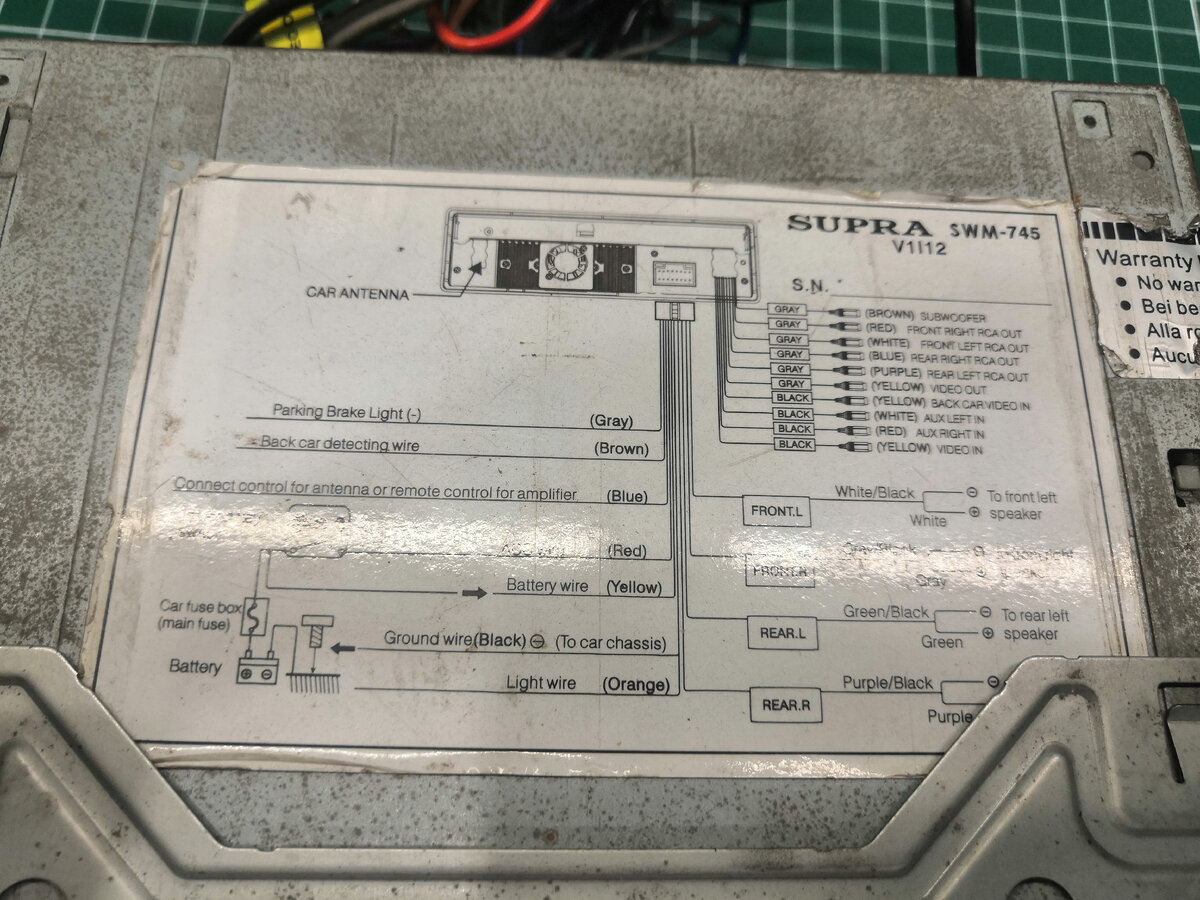 SUPRA SWM-745
V1I12
S.N.
CAR ANTENNA
GRAY (BROWN) SUBWOOFER
GRAY (RED) FRONT RIGHT RCA OUT
GRAY (WHITE) FRONT LEFT RCA OUT
GRAY (BLUE) REAR RIGHT RCA OUT
GRAY (PURPLE) REAR LEFT RCA OUT
GRAY (YELLOW) VIDEO OUT
BLACK (YELLOW) BACK CAR VIDEO IN
BLACK (WHITE) AUX LEFT IN
BLACK (RED) AUX RIGHT IN
BLACK (YELLOW) VIDEO IN
Parking Brake Light (-) (Gray)
Back car detecting wire (Brown)
Connect control for antenna or remote control for amplifier (Blue)
(Red)
Battery wire (Yellow)
Car fuse box
(main fuse)
Ground wire(Black) ⊖ (To car chassis)
Battery
⊕ ⊖
Light wire (Orange)
FRONT.L White/Black ⊖ To front left
White ⊕ speaker
FRONT.R Gray/Black
Gray
REAR.L Green/Black ⊖ To rear left
Green ⊕ speaker
REAR.R Purple/Black ⊖
Purple
Warranty
• No war
• Bei be
• Alla
• Aucu